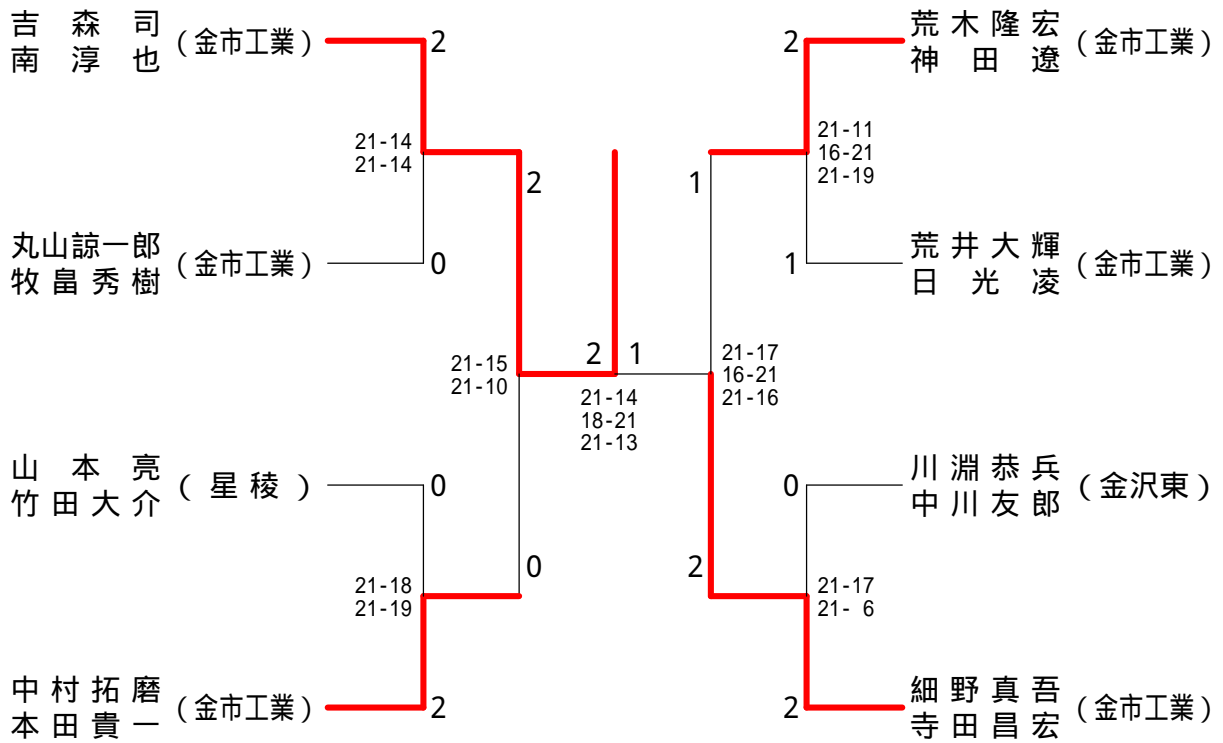 吉森司
南淳也
(金市工業)
2
21-14
21-14
丸山諒一郎
牧畠秀樹
(金市工業)
0
2
21-15
21-10
山本亮
竹田大介
(星稜)
0
21-18
21-19
中村拓磨
本田貴一
(金市工業)
2
0
2
1
21-14
18-21
21-13
荒木隆宏
神田遼
(金市工業)
2
21-11
16-21
21-19
荒井大輝
日光凌
(金市工業)
1
1
21-17
16-21
21-16
川淵恭兵
中川友郎
(金沢東)
0
2
21-17
21- 6
細野真吾
寺田昌宏
(金市工業)
2